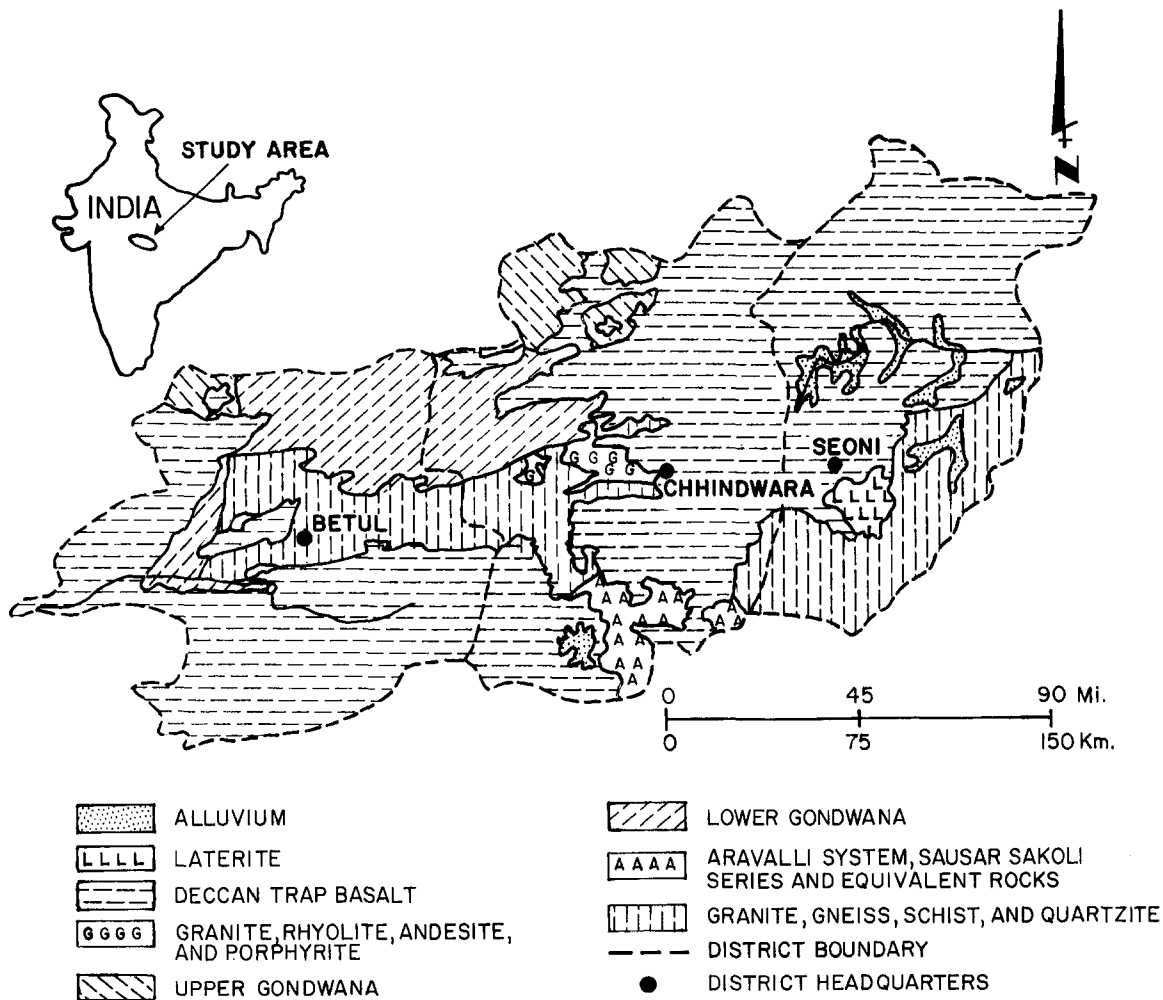 STUDY AREA
INDIA
N
SEONI
CHHINDWARA
BETUL
G G G G
G G
G
L L L
L L L L
L L
A A A
A A
A A
A
A
A A
A
A A
A A
A
A
A A
A
0 45 90 Mi.
0 75 150 Km.
ALLUVIUM
L L L L LATERITE
DECCAN TRAP BASALT
G G G G GRANITE, RHYOLITE, ANDESITE,
AND PORPHYRITE
UPPER GONDWANA
LOWER GONDWANA
A A A A ARAVALLI SYSTEM, SAUSAR SAKOLI
SERIES AND EQUIVALENT ROCKS
GRANITE, GNEISS, SCHIST, AND QUARTZITE
DISTRICT BOUNDARY
DISTRICT HEADQUARTERS